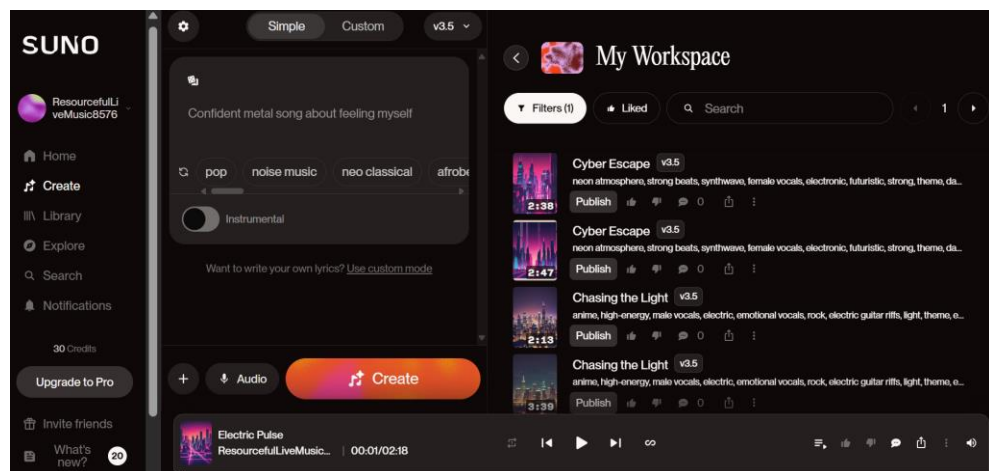 SUNO
ResourcefulLi
veMusic8576
Home
Create
Library
Explore
Search
Notifications
30 Credits
Upgrade to Pro
Invite friends
What's
new?
20
Simple
Custom
v3.5
Confident metal song about feeling myself
pop
noise music
neo classical
afrobe
Instrumental
Want to write your own lyrics? Use custom mode
+
Audio
Create
My Workspace
Filters (1)
Liked
Search
1
Cyber Escape v3.5
neon atmosphere, strong beats, synthwave, female vocals, electronic, futuristic, strong, theme, da...
2:38
Publish
0
Cyber Escape v3.5
neon atmosphere, strong beats, synthwave, female vocals, electronic, futuristic, strong, theme, da...
2:47
Publish
0
Chasing the Light v3.5
anime, high-energy, male vocals, electric, emotional vocals, rock, electric guitar riffs, light, theme, e...
2:13
Publish
0
Chasing the Light v3.5
anime, high-energy, male vocals, electric, emotional vocals, rock, electric guitar riffs, light, theme, e...
3:39
Publish
0
Electric Pulse
ResourcefulLiveMusic...
00:01/02:18